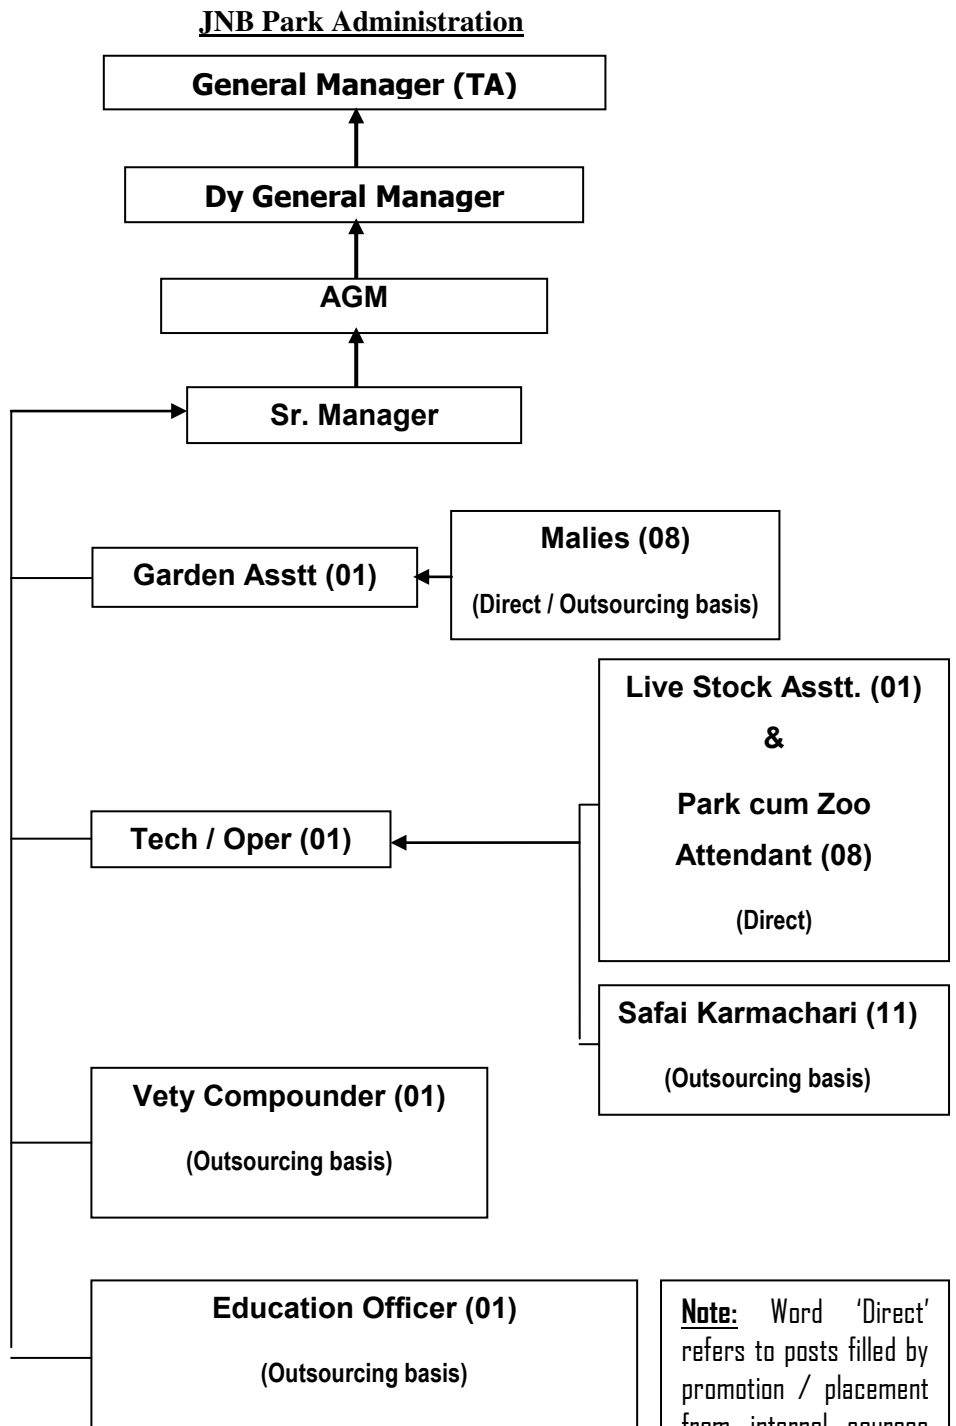 JNB Park Administration
General Manager (TA)
Dy General Manager
AGM
Sr. Manager
Malies (08)
(Direct / Outsourcing basis)
Garden Asstt (01)
Live Stock Asstt. (01)
&
Park cum Zoo
Attendant (08)
(Direct)
Tech / Oper (01)
Safai Karmachari (11)
(Outsourcing basis)
Vety Compounder (01)
(Outsourcing basis)
Education Officer (01)
(Outsourcing basis)
Note: Word ‘Direct’
refers to posts filled by
promotion / placement
from internal sources